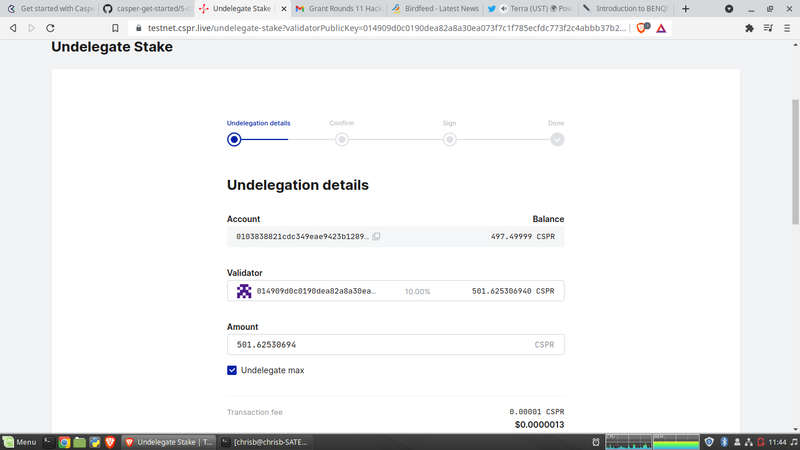 Get started with Caspe
casper-get-started/5-c
Undelegate Stake
Grant Rounds 11 Hack
Birdfeed - Latest News
Terra (UST) Pow
Introduction to BENQ
testnet.cspr.live/undelegate-stake?validatorPublicKey=014909d0c0190dea82a8a30ea073f7c1f785ecfdc773f2c4abbb37b2...
Undelegate Stake
Undelegation details Confirm Sign Done
Undelegation details
Account Balance
0103838821cdc349eae9423b1289… 497.49999 CSPR
Validator
014909d0c0190dea82a8a30ea… 10.00% 501.625306940 CSPR
Amount
501.62530694 CSPR
Undelegate max
Transaction fee 0.00001 CSPR
$0.0000013
Menu Undelegate Stake | T... [chrisb@chrisb-SATE... 11:44